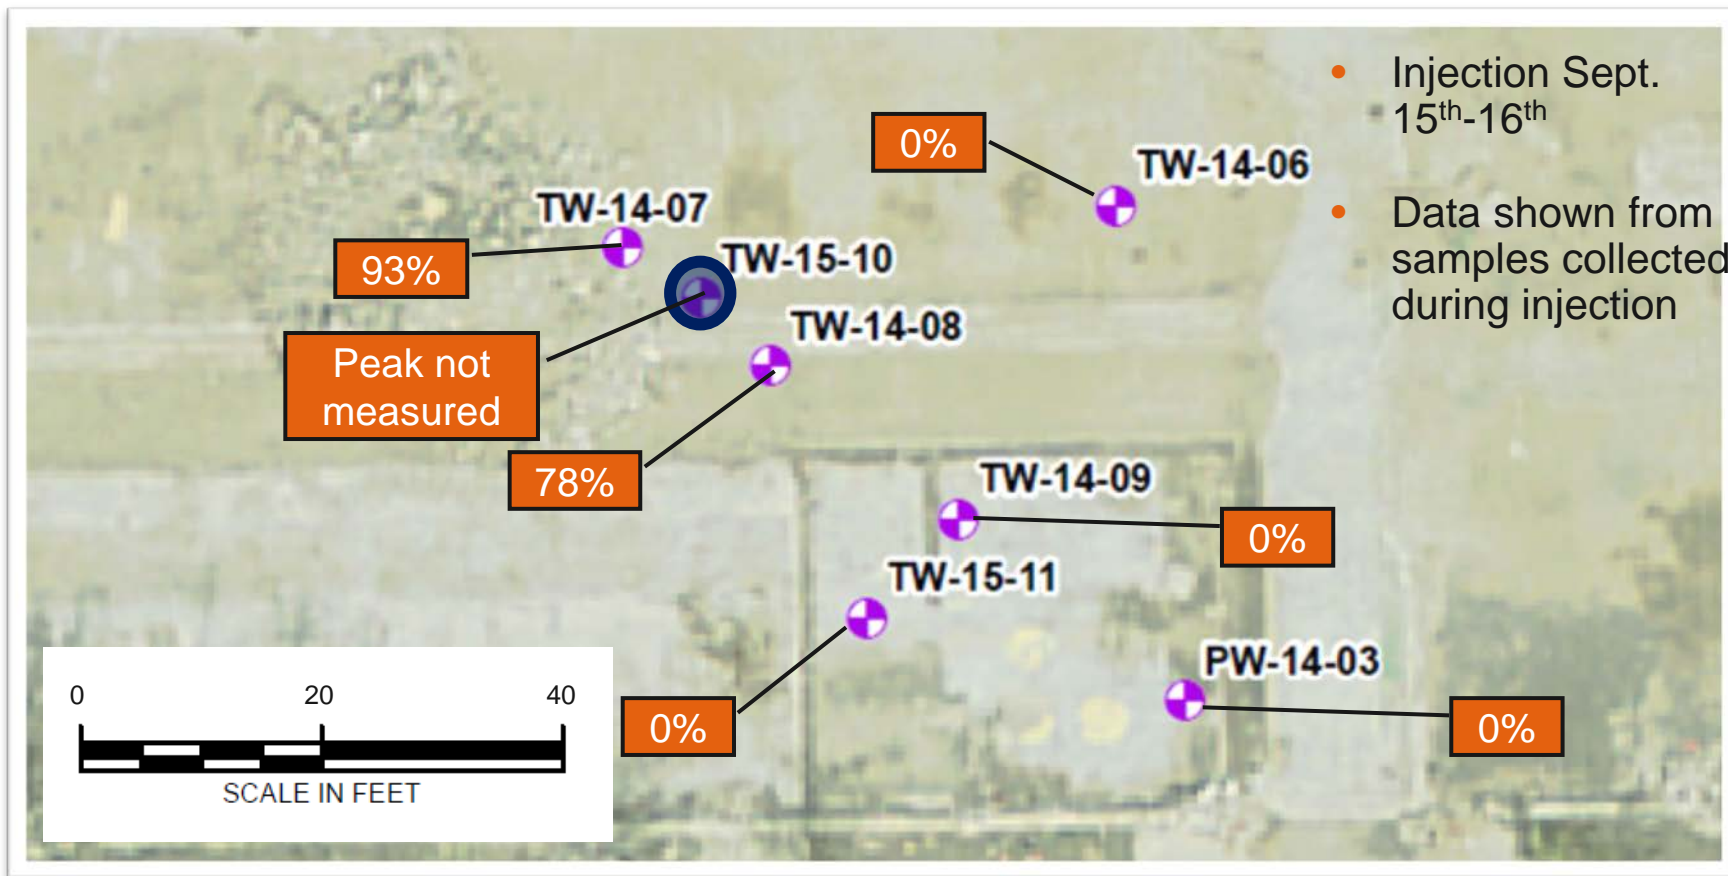 • Injection Sept.
15th-16th
• Data shown from
samples collected
during injection
0%
TW-14-06
TW-14-07
93%
TW-15-10
Peak not
measured
TW-14-08
78%
TW-14-09
0%
TW-15-11
0%
PW-14-03
0%
0 20 40
SCALE IN FEET